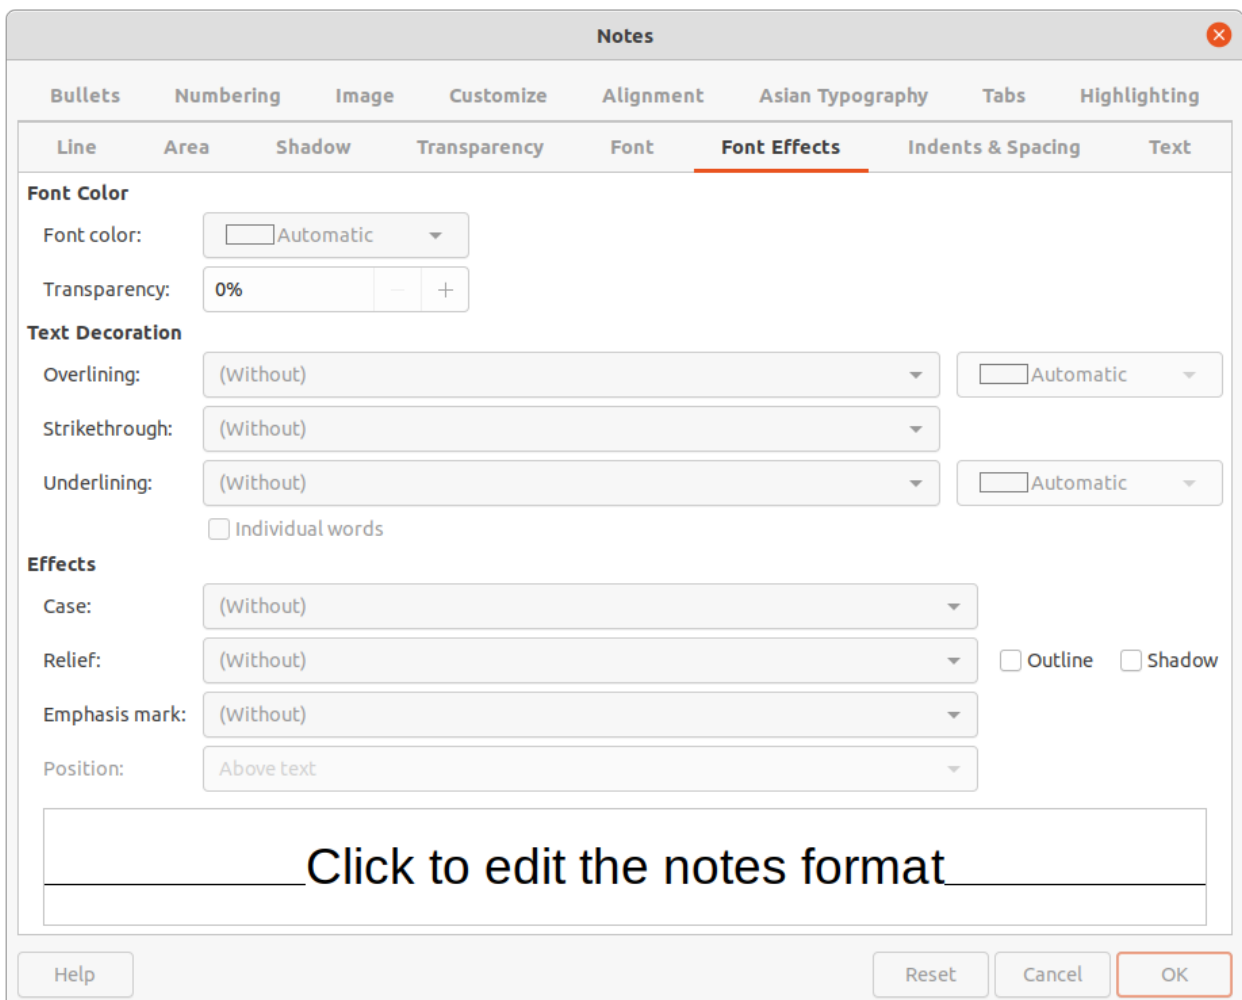 Notes
Bullets Numbering Image Customize Alignment Asian Typography Tabs Highlighting
Line Area Shadow Transparency Font Font Effects Indents & Spacing Text
Font Color
Font color: Automatic
Transparency: 0%
Text Decoration
Overlining: (Without) Automatic
Strikethrough: (Without)
Underlining: (Without) Automatic
Individual words
Effects
Case: (Without)
Relief: (Without) Outline Shadow
Emphasis mark: (Without)
Position: Above text
Click to edit the notes format
Help Reset Cancel OK